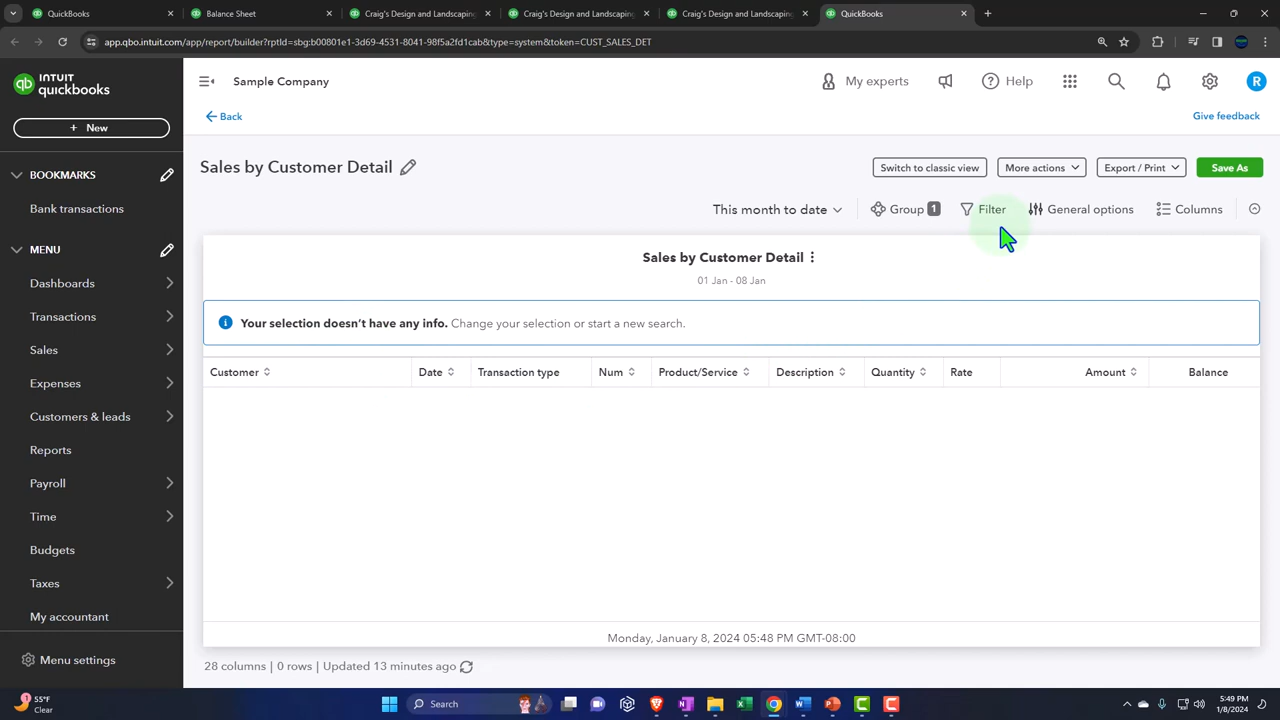 QuickBooks
Balance Sheet
Craig's Design and Landscaping
Craig's Design and Landscaping
Craig's Design and Landscaping
QuickBooks
app.qbo.intuit.com/app/report/builder?rptId=sbg:b00801e1-3d69-4531-8041-98f5a2fd1cab&type=system&token=CUST_SALES_DET
INTUIT
quickbooks
Sample Company
My experts
Help
R
+ New
Back
Give feedback
BOOKMARKS
Bank transactions
MENU
Dashboards
Transactions
Sales
Expenses
Customers & leads
Reports
Payroll
Time
Budgets
Taxes
My accountant
Menu settings
Sales by Customer Detail
Switch to classic view
More actions
Export / Print
Save As
This month to date
Group 1
Filter
General options
Columns
Sales by Customer Detail
01 Jan - 08 Jan
Your selection doesn't have any info. Change your selection or start a new search.
Customer Date Transaction type Num Product/Service Description Quantity Rate Amount Balance
Monday, January 8, 2024 05:48 PM GMT-08:00
28 columns | 0 rows | Updated 13 minutes ago
55°F
Clear
Search
5:49 PM
1/8/2024